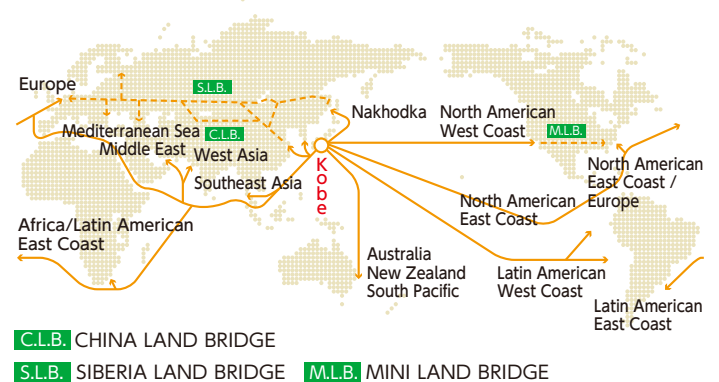 S.L.B.
Europe
Nakhodka
North American
West Coast
M.L.B.
Mediterranean Sea
Middle East
C.L.B.
West Asia
Kobe
Southeast Asia
North American
East Coast /
Europe
North American
East Coast
Africa/Latin American
East Coast
Australia
New Zealand
South Pacific
Latin American
West Coast
Latin American
East Coast
C.L.B. CHINA LAND BRIDGE
S.L.B. SIBERIA LAND BRIDGE M.L.B. MINI LAND BRIDGE